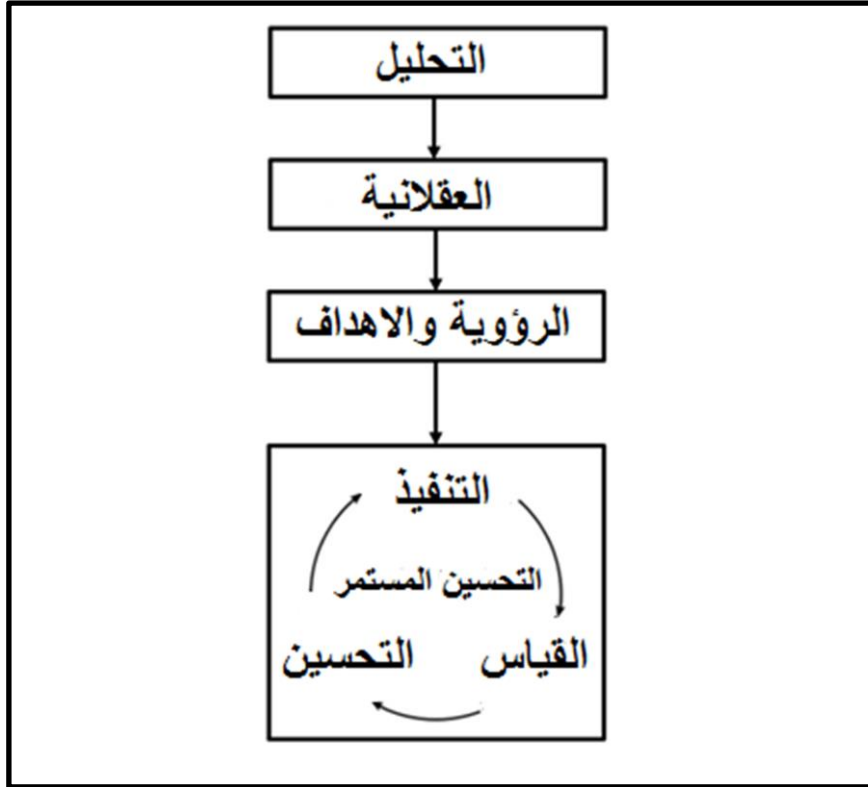 التحليل
العقلانية
الرؤوية والاهداف
التنفيذ
التحسين المستمر
القياس
التحسين